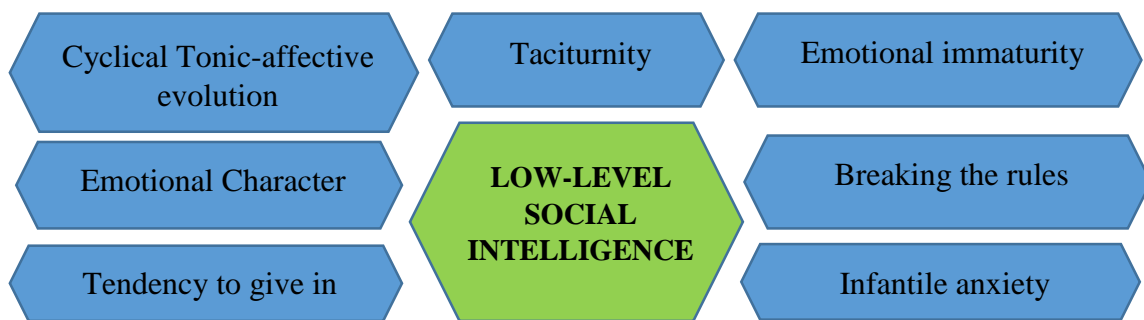 Cyclical Tonic-affective
evolution
Taciturnity
Emotional immaturity
Emotional Character
LOW-LEVEL
SOCIAL
INTELLIGENCE
Breaking the rules
Tendency to give in
Infantile anxiety